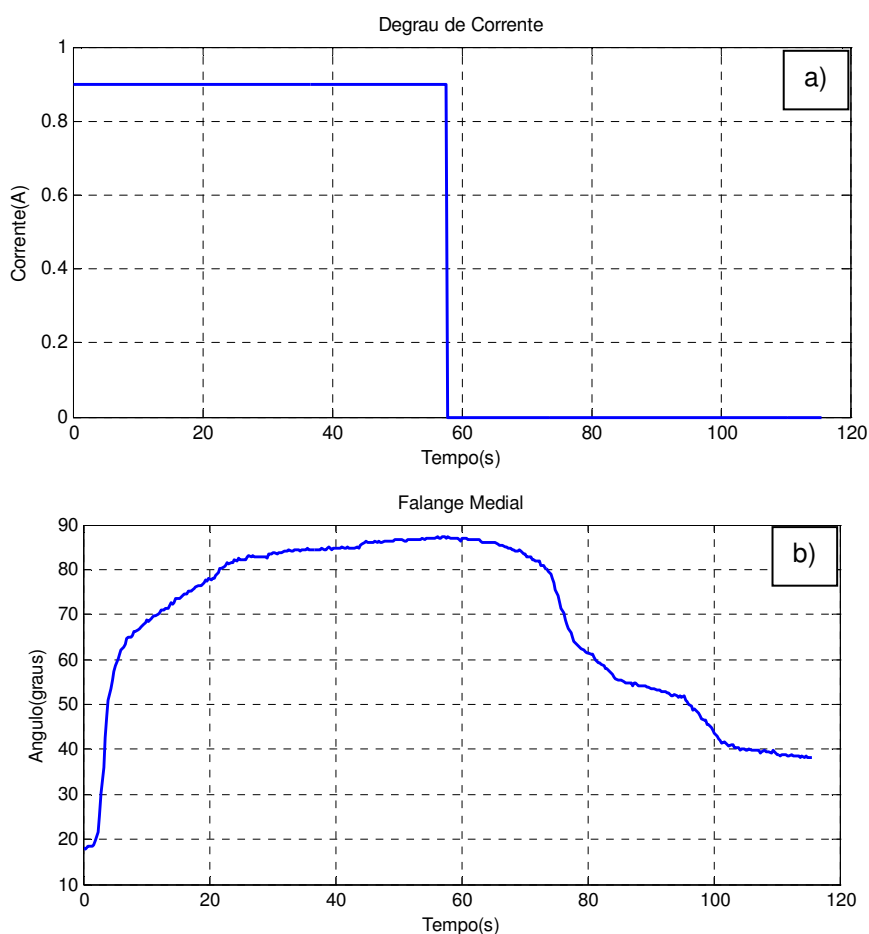 Degrau de Corrente
a)
1
0.8
0.6
0.4
0.2
0
Corrente(A)
0 20 40 60 80 100 120
Tempo(s)
Falange Medial
b)
90
80
70
60
50
40
30
20
10
Angulo(graus)
0 20 40 60 80 100 120
Tempo(s)